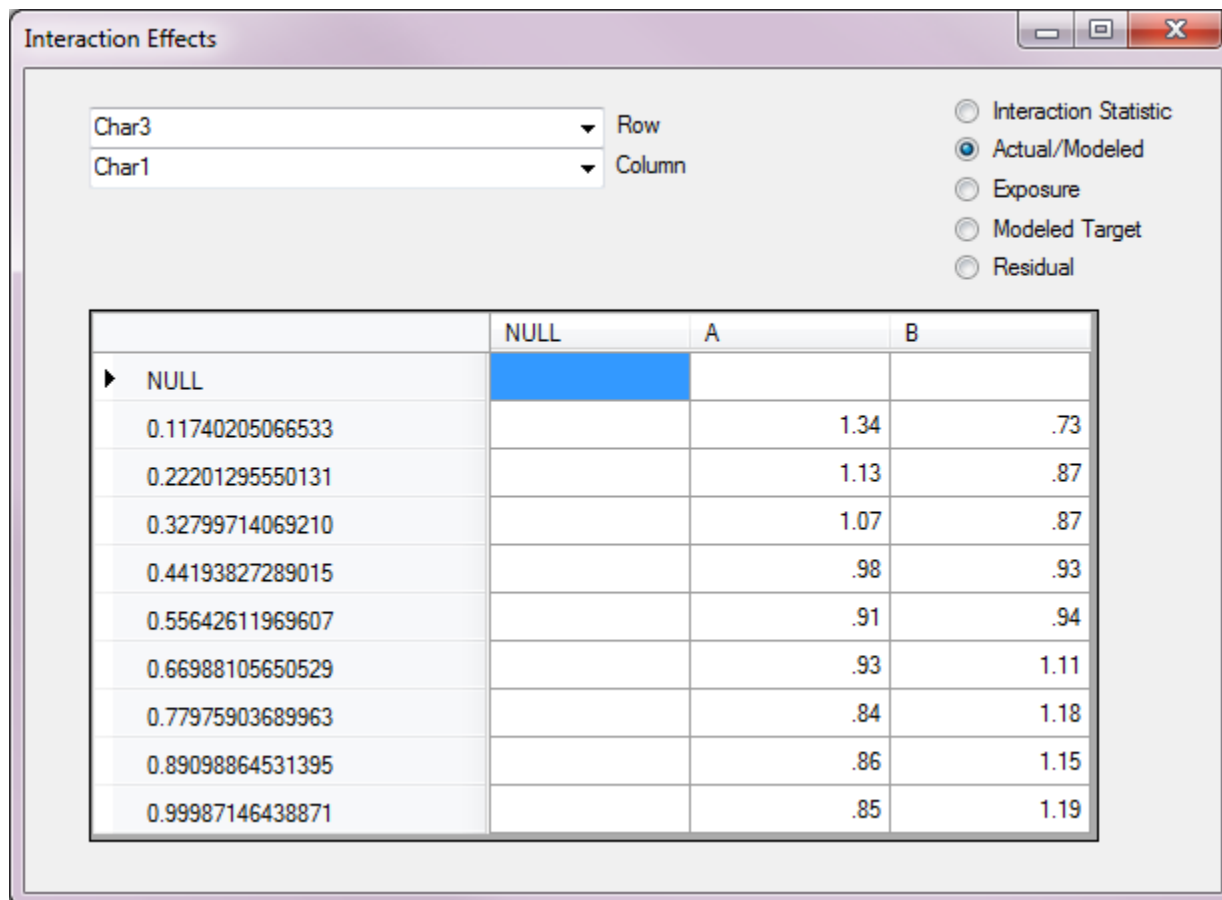 Interaction Effects
Char3 Row
Char1 Column
Interaction Statistic
Actual/Modeled
Exposure
Modeled Target
Residual
NULL A B
NULL
0.11740205066533 1.34 .73
0.22201295550131 1.13 .87
0.32799714069210 1.07 .87
0.44193827289015 .98 .93
0.55642611969607 .91 .94
0.66988105650529 .93 1.11
0.77975903689963 .84 1.18
0.89098864531395 .86 1.15
0.99987146438871 .85 1.19